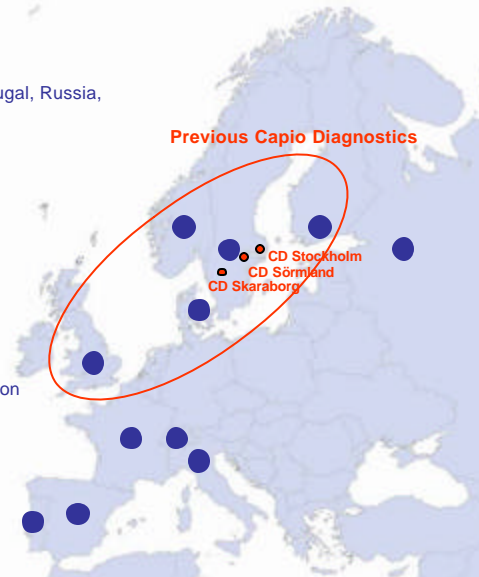 ugal, Russia,
Previous Capio Diagnostics
CD Stockholm
CD Sörmland
CD Skaraborg
on